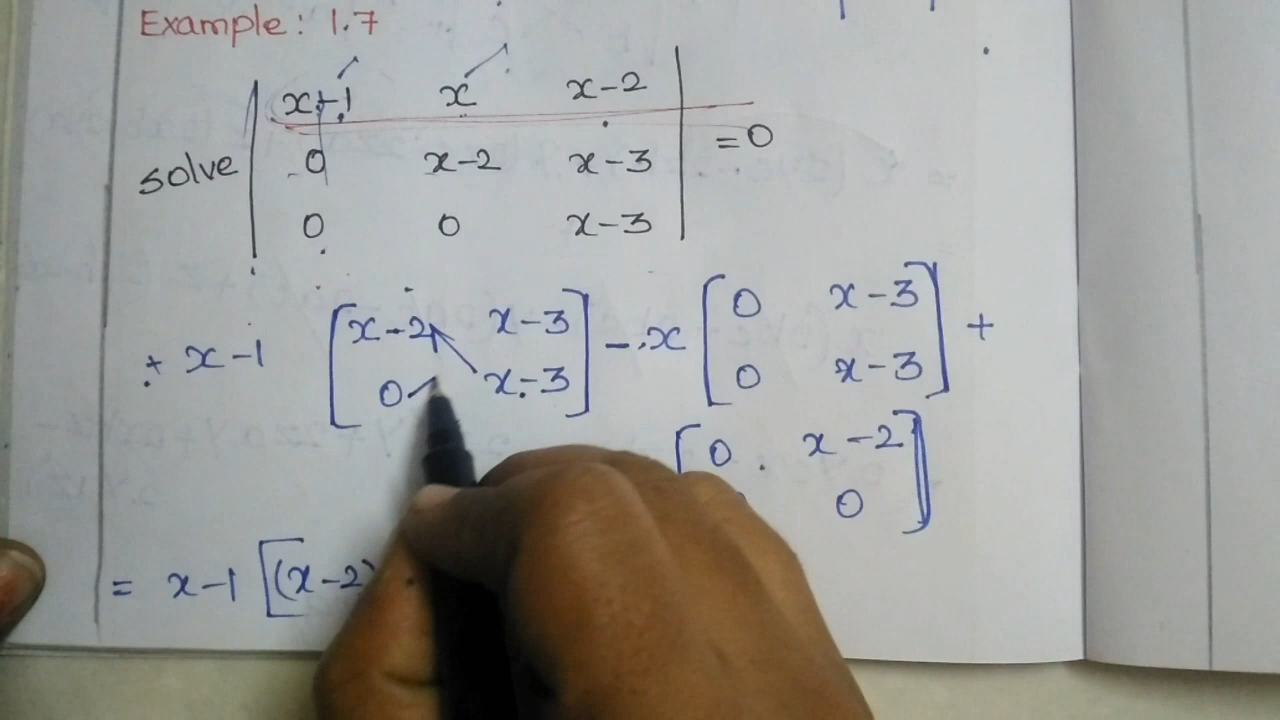 Example: 1.7
x-1 x x-2
solve 0 x-2 x-3 =0
0 0 x-3
+ x-1 [x-2 x-3] - x [0 x-3] +
0 x-3 0 x-3
[0 x-2]
0
= x-1 [(x-2)